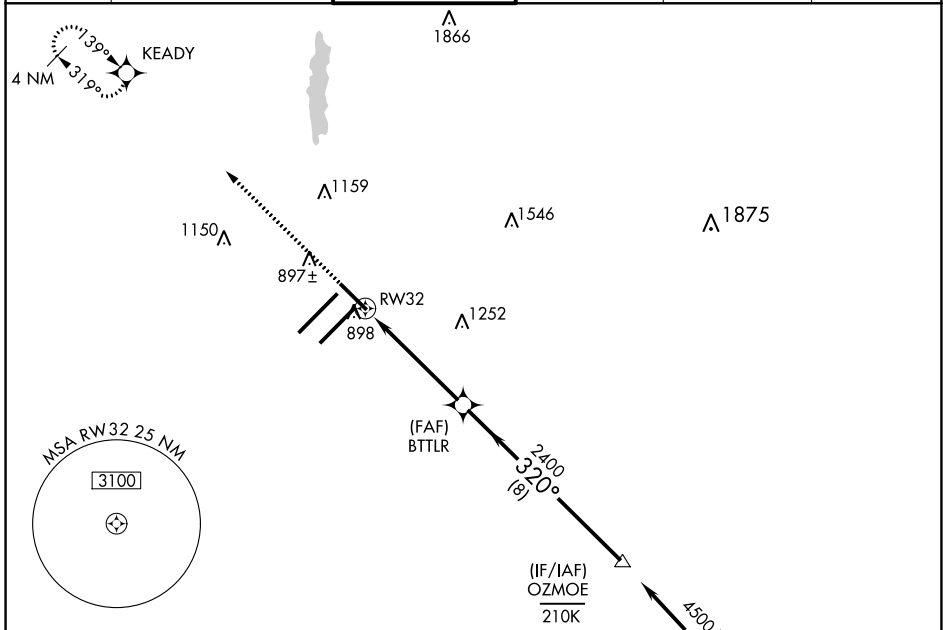 1866
139°
KEADY
4 NM
319°
1159
1546
1875
1150
897±
RW32
898
1252
(FAF)
BTTLR
2400
320°
(8)
MSA RW32 25 NM
3100
(IF/IAF)
OZMOE
210K
4500